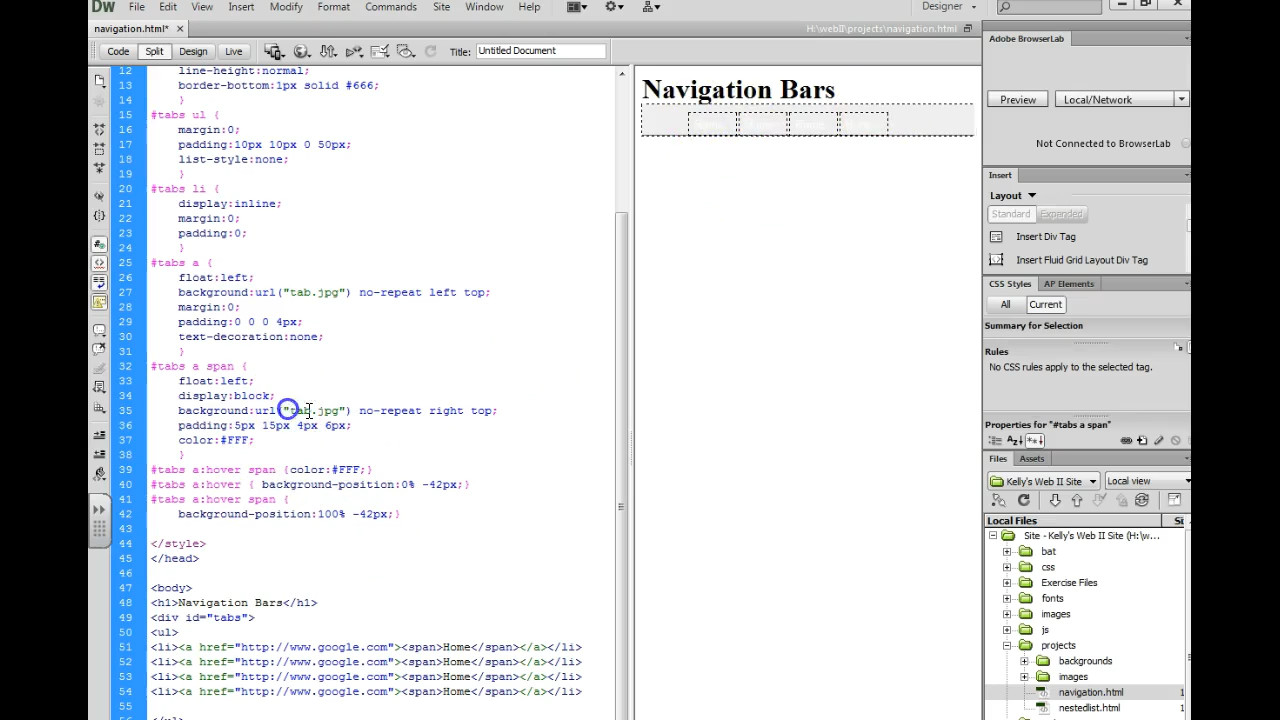 Dw File Edit View Insert Modify Format Commands Site Window Help Designer
navigation.html* H:\webII\projects\navigation.html
Code Split Design Live Title: Untitled Document
12 line-height:normal;
13 border-bottom:1px solid #666;
14 }
15 #tabs ul {
16 margin:0;
17 padding:10px 10px 0 50px;
18 list-style:none;
19 }
20 #tabs li {
21 display:inline;
22 margin:0;
23 padding:0;
24 }
25 #tabs a {
26 float:left;
27 background:url("tab.jpg") no-repeat left top;
28 margin:0;
29 padding:0 0 0 4px;
30 text-decoration:none;
31 }
32 #tabs a span {
33 float:left;
34 display:block;
35 background:url("tab.jpg") no-repeat right top;
36 padding:5px 15px 4px 6px;
37 color:#FFF;
38 }
39 #tabs a:hover span {color:#FFF;}
40 #tabs a:hover { background-position:0% -42px;}
41 #tabs a:hover span {
42 background-position:100% -42px;}
43
44 </style>
45 </head>
46
47 <body>
48 <h1>Navigation Bars</h1>
49 <div id="tabs">
50 <ul>
51 <li><a href="http://www.google.com"><span>Home</span></a></li>
52 <li><a href="http://www.google.com"><span>Home</span></a></li>
53 <li><a href="http://www.google.com"><span>Home</span></a></li>
54 <li><a href="http://www.google.com"><span>Home</span></a></li>
55
Navigation Bars
Adobe BrowserLab
Preview Local/Network
Not Connected to BrowserLab
Insert
Layout
Standard Expanded
Insert Div Tag
Insert Fluid Grid Layout Div Tag
CSS Styles AP Elements
All Current
Summary for Selection
Rules
No CSS rules apply to the selected tag.
Properties for "#tabs a span"
Files Assets
Kelly's Web II Site Local view
Local Files
Site - Kelly's Web II Site (H:\w...
bat
css
Exercise Files
fonts
images
js
projects
backgrounds
images
navigation.html 1
nestedlist.html 1